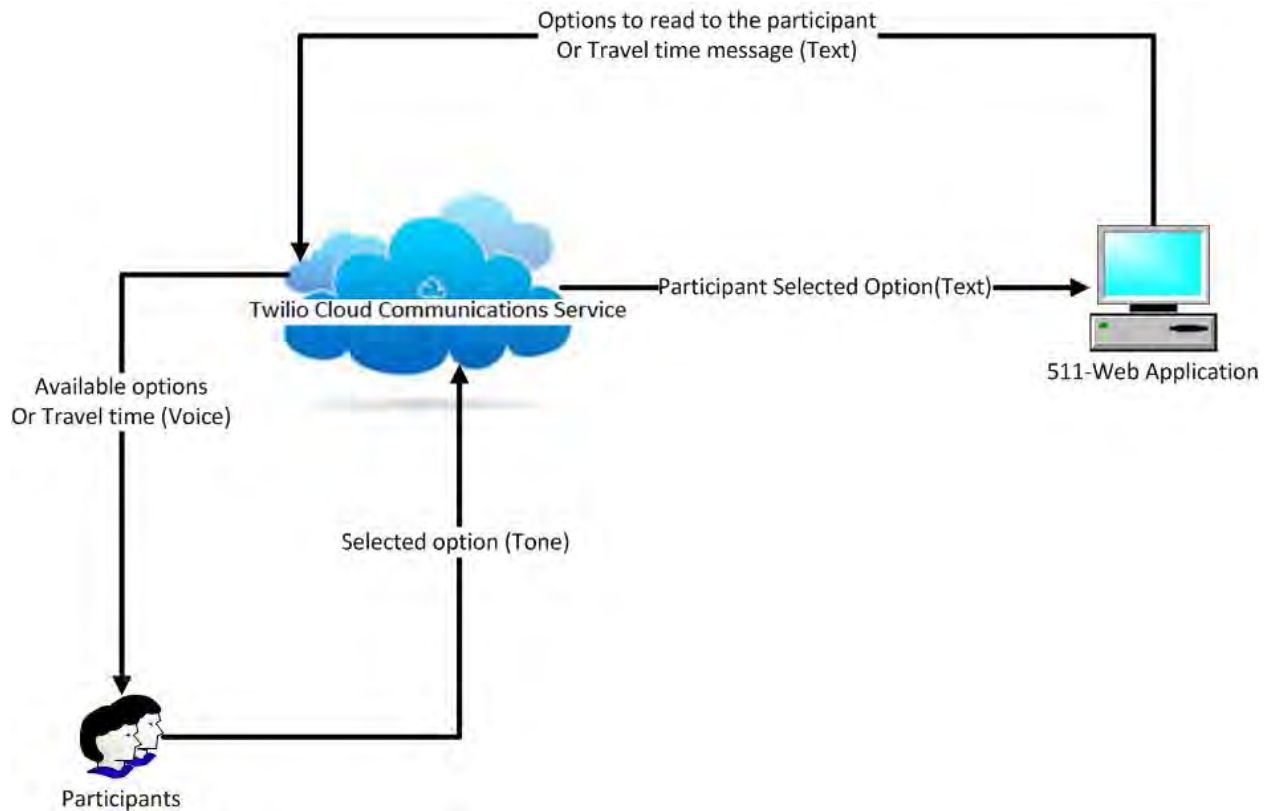 Options to read to the participant
Or Travel time message (Text)
Twilio Cloud Communications Service
Participant Selected Option(Text)
511-Web Application
Available options
Or Travel time (Voice)
Selected option (Tone)
Participants